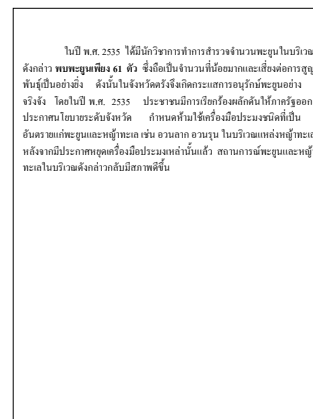 ในปี พ.ศ. 2535 ได้มีนักวิชาการทำการสำรวจจำนวนพะยูนในบริเวณ
ดังกล่าว พบพะยูนเพียง 61 ตัว ซึ่งถือเป็นจำนวนที่น้อยมากและเสี่ยงต่อการสูญ
พันธุ์เป็นอย่างยิ่ง ดังนั้นในจังหวัดตรังจึงเกิดกระแสการอนุรักษ์พะยูนอย่าง
จริงจัง โดยในปี พ.ศ. 2535 ประชาชนมีการเรียกร้องผลักดันให้ภาครัฐออก
ประกาศนโยบายระดับจังหวัด กำหนดห้ามใช้เครื่องมือประมงชนิดที่เป็น
อันตรายแก่พะยูนและหญ้าทะเล เช่น อวนลาก อวนรุน ในบริเวณแหล่งหญ้าทะเล
หลังจากมีประกาศหยุดเครื่องมือประมงเหล่านั้นแล้ว สถานการณ์พะยูนและหญ้า
ทะเลในบริเวณดังกล่าวกลับมีสภาพดีขึ้น